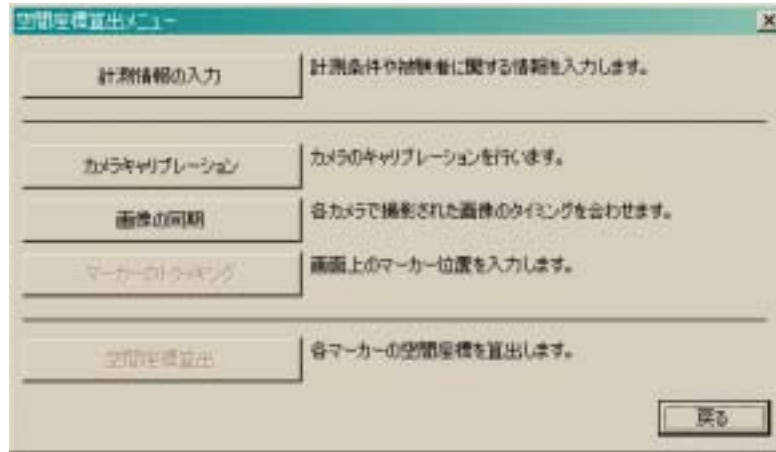 空間座標算出メニュー
計測情報の入力
計測条件や被験者に関する情報を入力します。
カメラキャリブレーション
カメラのキャリブレーションを行います。
画像の同期
各カメラで撮影された画像のタイミングを合わせます。
マーカーのトラッキング
画面上のマーカー位置を入力します。
空間座標算出
各マーカーの空間座標を算出します。
戻る